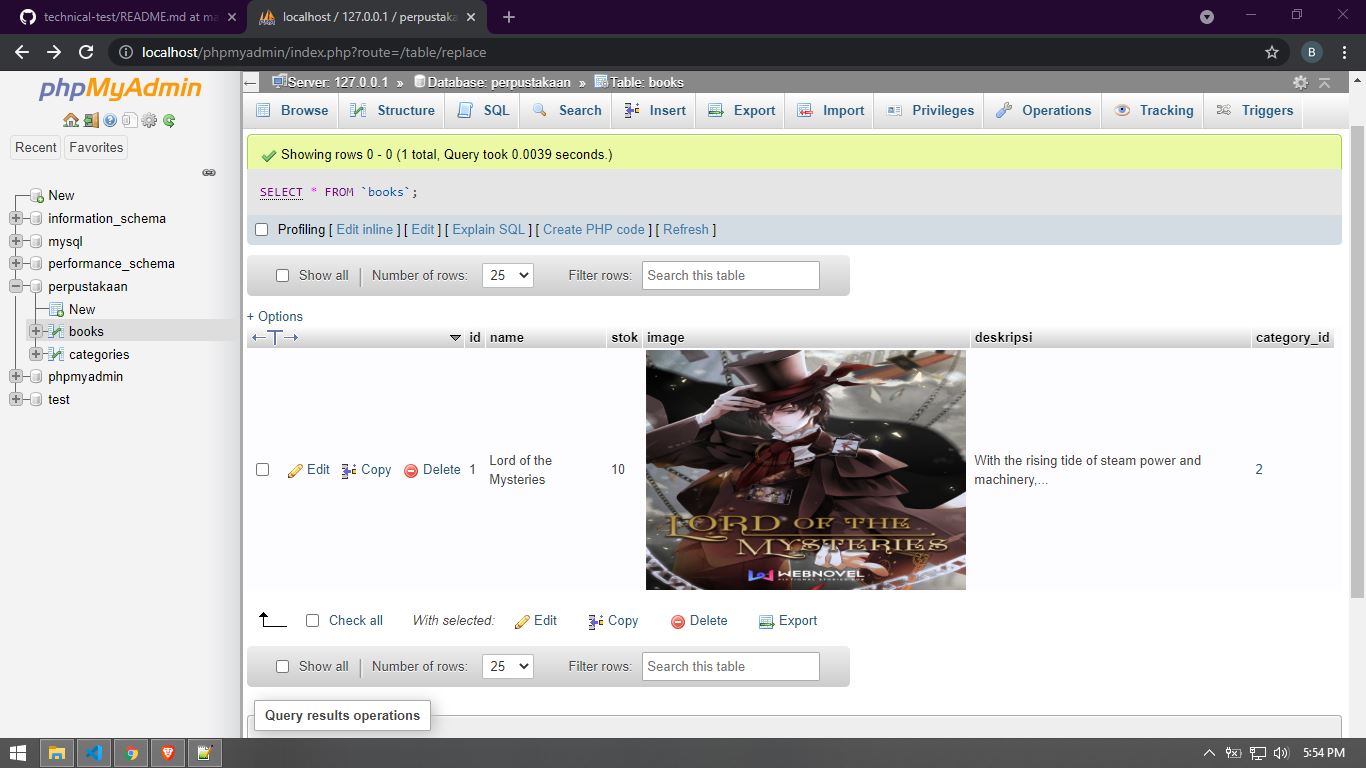 technical-test/README.md at ma
localhost / 127.0.0.1 / perpustaka
localhost/phpmyadmin/index.php?route=/table/replace
B
phpMyAdmin
Recent
Favorites
New
information_schema
mysql
performance_schema
perpustakaan
New
books
categories
phpmyadmin
test
Server: 127.0.0.1 » Database: perpustakaan » Table: books
Browse Structure SQL Search Insert Export Import Privileges Operations Tracking Triggers
Showing rows 0 - 0 (1 total, Query took 0.0039 seconds.)
SELECT * FROM `books`;
Profiling [ Edit inline ] [ Edit ] [ Explain SQL ] [ Create PHP code ] [ Refresh ]
Show all | Number of rows: 25 Filter rows: Search this table
+ Options
←T→ id name stok image deskripsi category_id
Edit Copy Delete 1 Lord of the Mysteries 10 With the rising tide of steam power and machinery,... 2
LORD OF THE
MYSTERIES
WEBNOVEL
Check all With selected: Edit Copy Delete Export
Show all | Number of rows: 25 Filter rows: Search this table
Query results operations
5:54 PM